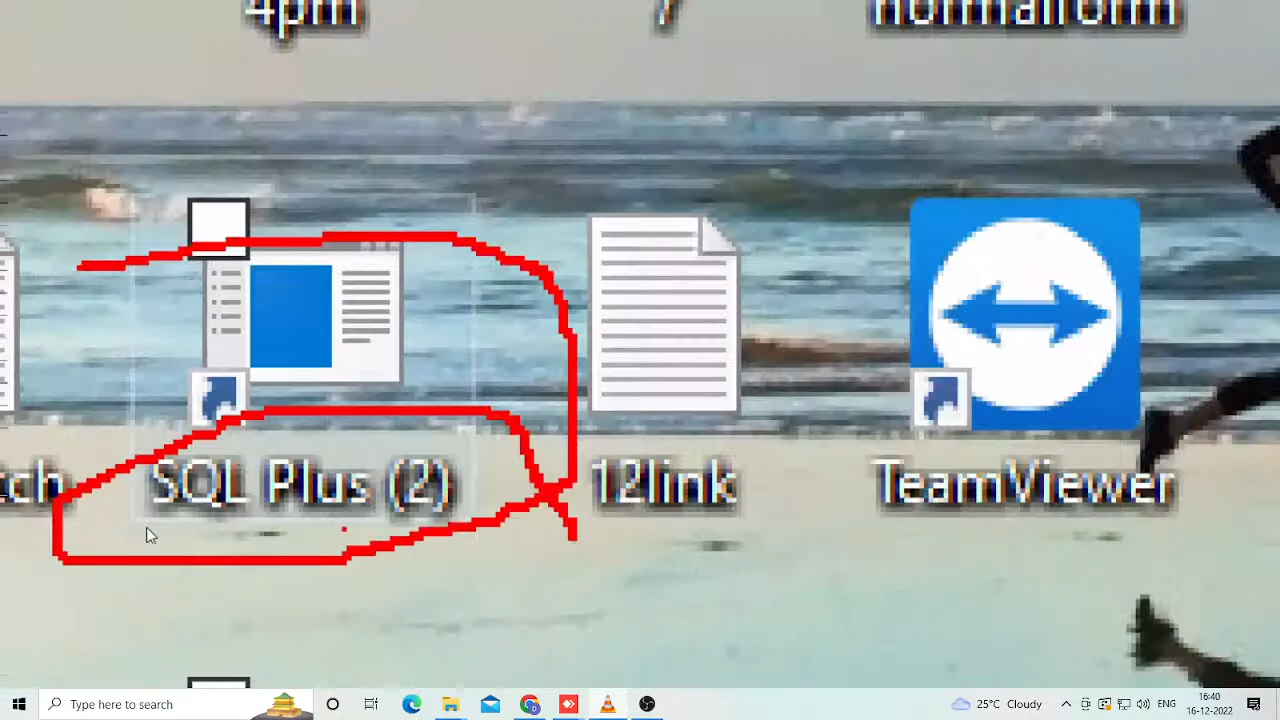 4pm
7
normalform
SQL Plus (2)
12link
TeamViewer
Type here to search
25°C Cloudy
ENG
16:40
16-12-2022